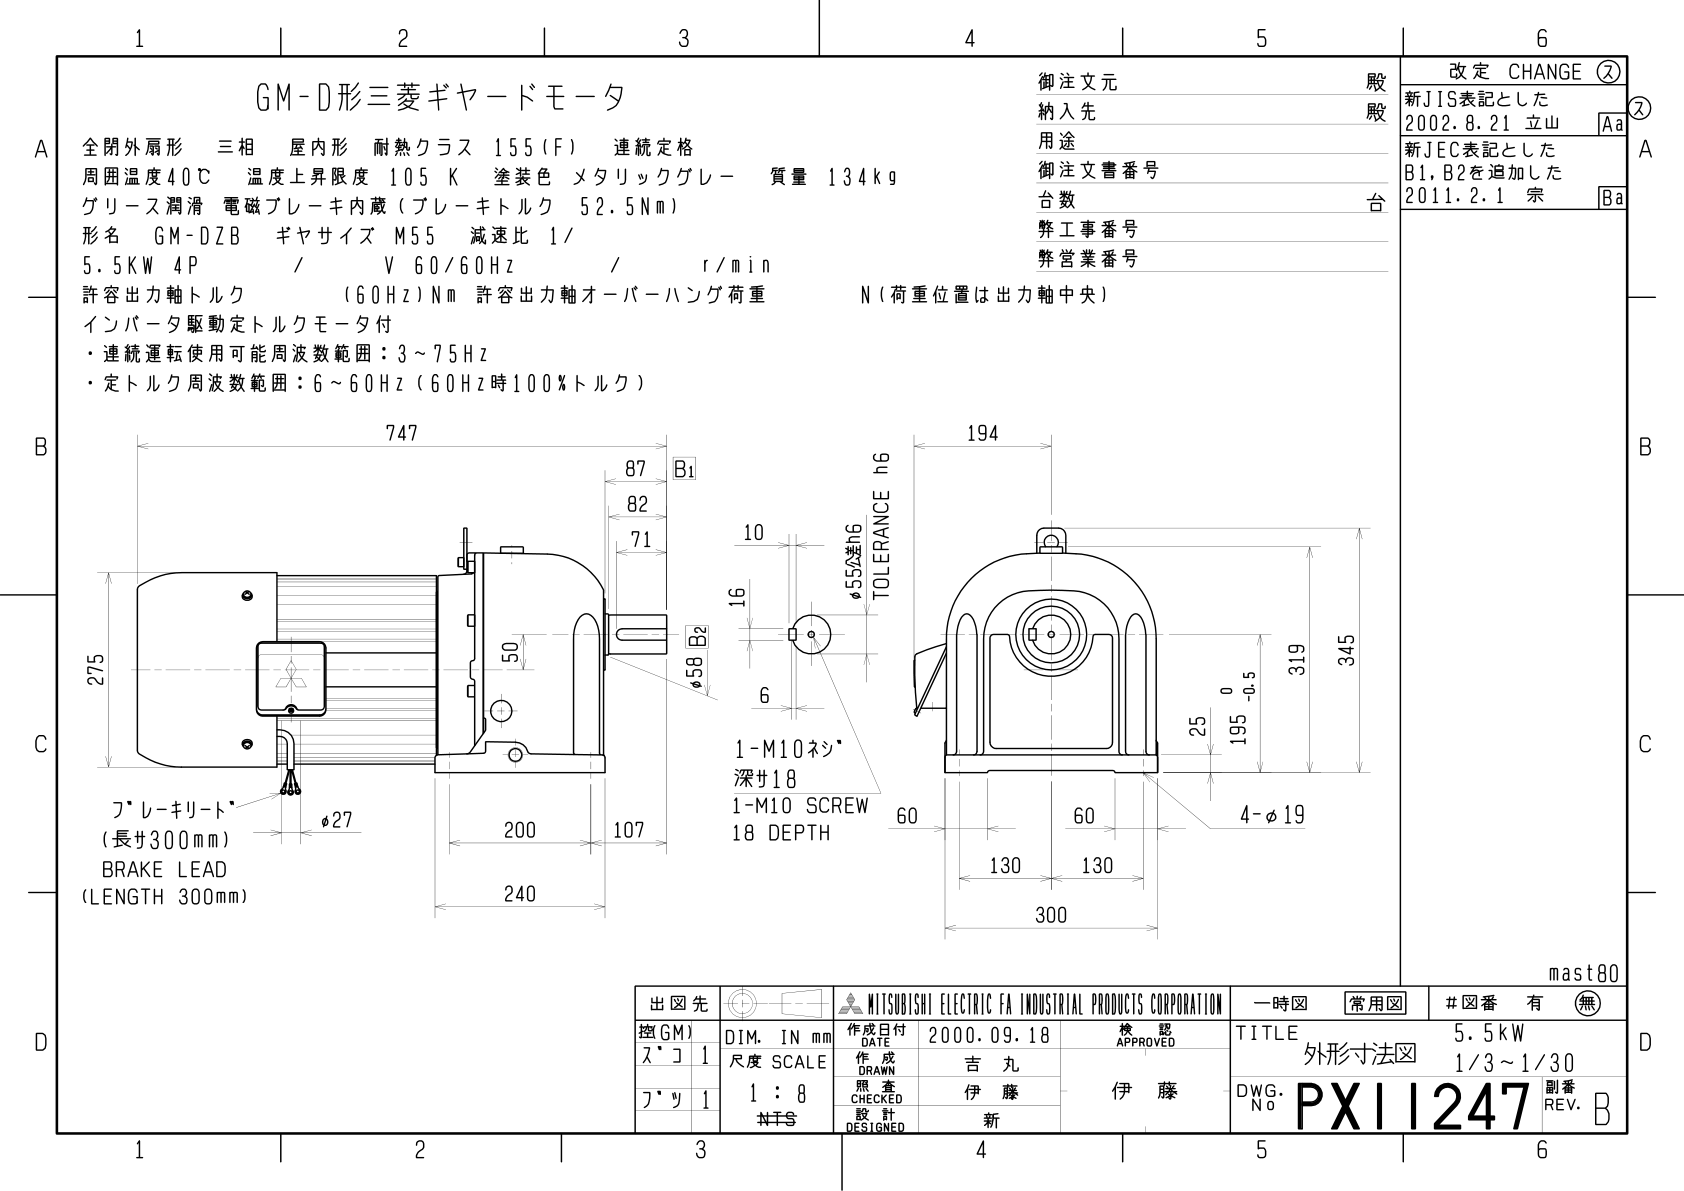 1 2 3 4 5 6
GM-D形三菱ギヤードモータ
全閉外扇形 三相 屋内形 耐熱クラス 155(F) 連続定格
周囲温度40℃ 温度上昇限度 105 K 塗装色 メタリックグレー 質量 134kg
グリース潤滑 電磁ブレーキ内蔵(ブレーキトルク 52.5Nm)
形名 GM-DZB ギヤサイズ M55 減速比 1/
5.5KW 4P / V 60/60Hz / r/min
許容出力軸トルク (60Hz)Nm 許容出力軸オーバーハング荷重 N(荷重位置は出力軸中央)
インバータ駆動定トルクモータ付
・連続運転使用可能周波数範囲:3~75Hz
・定トルク周波数範囲:6~60Hz(60Hz時100%トルク)
御注文元 殿
納入先 殿
用途
御注文書番号
台数 台
弊工事番号
弊営業番号
改定 CHANGE ス
新JIS表記とした
2002.8.21 立山 Aa
新JEC表記とした
B1,B2を追加した
2011.2.1 宗 Ba
ス
A A
B B
C C
D D
747
87 B1
82
71
275
50
φ58 B2
ブレーキリード
(長サ300mm)
BRAKE LEAD
(LENGTH 300mm)
φ27
200 107
240
10
16
6
φ55公差h6
TOLERANCE h6
1-M10ネジ
深サ18
1-M10 SCREW
18 DEPTH
194
345
319
195 0 -0.5
25
60 60
4-φ19
130 130
300
mast80
出図先
控(GM)
スﾞコ 1
プツ 1
DIM. IN mm
尺度 SCALE
1 : 8
NTS
MITSUBISHI ELECTRIC FA INDUSTRIAL PRODUCTS CORPORATION
作成日付 DATE 2000.09.18
検 認 APPROVED
作 成 DRAWN 吉 丸
照 査 CHECKED 伊 藤
伊 藤
設 計 DESIGNED 新
一時図 常用図 #図番 有 無
TITLE 外形寸法図
5.5kW
1/3~1/30
DWG. No PX11247
副番 REV. B
1 2 3 4 5 6